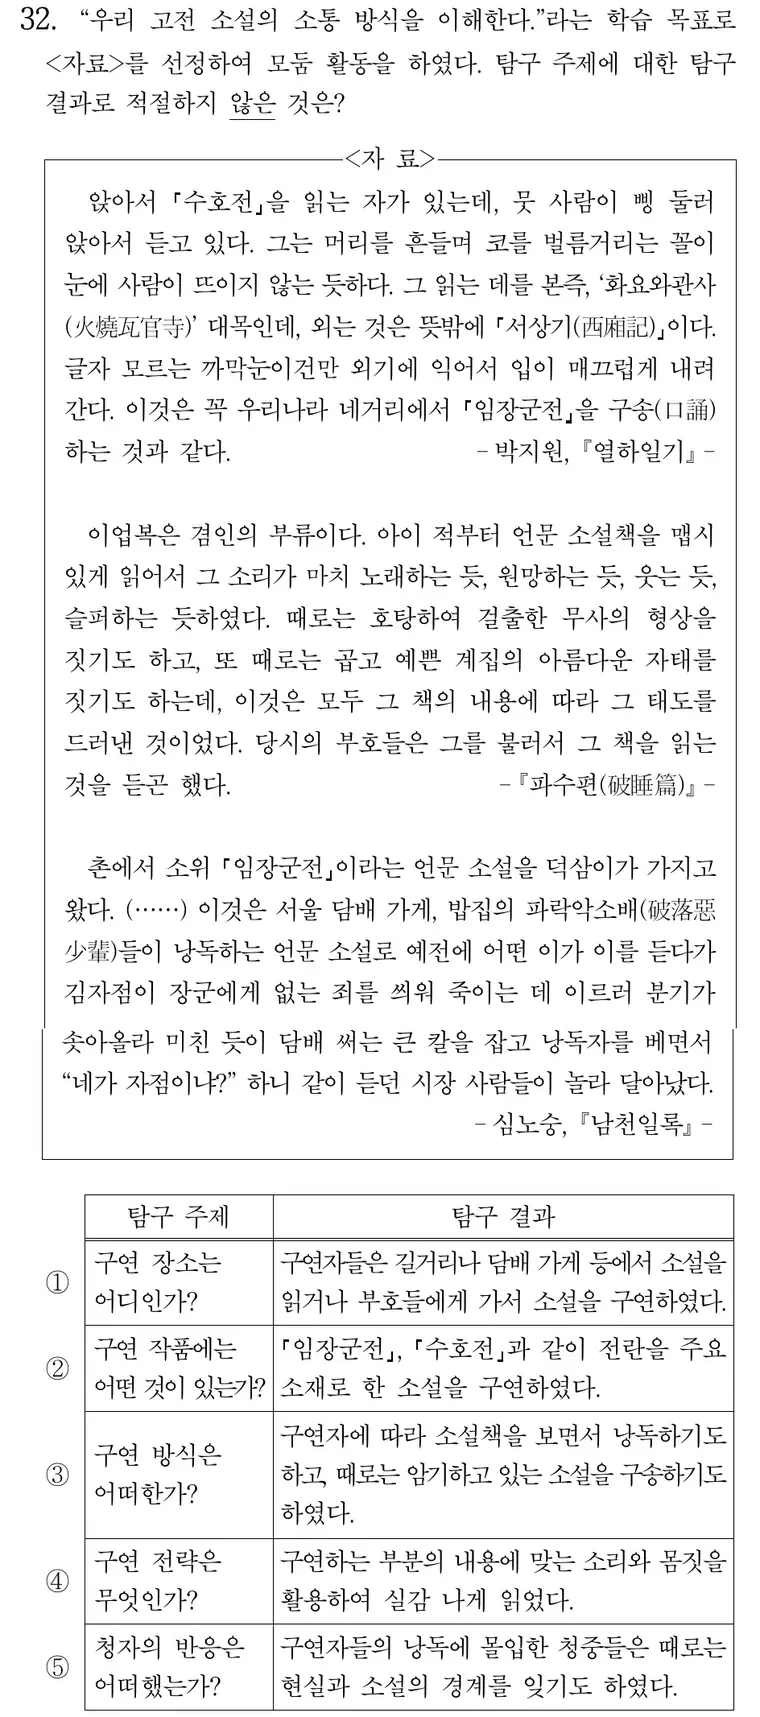 32. “우리 고전 소설의 소통 방식을 이해한다.”라는 학습 목표로
<자료>를 선정하여 모둠 활동을 하였다. 탐구 주제에 대한 탐구
결과로 적절하지 않은 것은?
<자 료>
앉아서 『수호전』을 읽는 자가 있는데, 뭇 사람이 삥 둘러
앉아서 듣고 있다. 그는 머리를 흔들며 코를 벌름거리는 꼴이
눈에 사람이 뜨이지 않는 듯하다. 그 읽는 데를 본즉, ‘화요와관사
(火燒瓦官寺)’ 대목인데, 외는 것은 뜻밖에 『서상기(西廂記)』이다.
글자 모르는 까막눈이건만 외기에 익어서 입이 매끄럽게 내려
간다. 이것은 꼭 우리나라 네거리에서 『임장군전』을 구송(口誦)
하는 것과 같다. - 박지원, 『열하일기』 -
이업복은 겸인의 부류이다. 아이 적부터 언문 소설책을 맵시
있게 읽어서 그 소리가 마치 노래하는 듯, 원망하는 듯, 웃는 듯,
슬퍼하는 듯하였다. 때로는 호탕하여 걸출한 무사의 형상을
짓기도 하고, 또 때로는 곱고 예쁜 계집의 아름다운 자태를
짓기도 하는데, 이것은 모두 그 책의 내용에 따라 그 태도를
드러낸 것이었다. 당시의 부호들은 그를 불러서 그 책을 읽는
것을 듣곤 했다. - 『파수편(破睡篇)』 -
촌에서 소위 『임장군전』이라는 언문 소설을 덕삼이가 가지고
왔다. (……) 이것은 서울 담배 가게, 밥집의 파락악소배(破落惡
少輩)들이 낭독하는 언문 소설로 예전에 어떤 이가 이를 듣다가
김자점이 장군에게 없는 죄를 씌워 죽이는 데 이르러 분기가
솟아올라 미친 듯이 담배 써는 큰 칼을 잡고 낭독자를 베면서
“네가 자점이냐?” 하니 같이 듣던 시장 사람들이 놀라 달아났다.
- 심노숭, 『남천일록』 -
탐구 주제 탐구 결과
① 구연 장소는 어디인가? 구연자들은 길거리나 담배 가게 등에서 소설을
읽거나 부호들에게 가서 소설을 구연하였다.
② 구연 작품에는 어떤 것이 있는가? 『임장군전』, 『수호전』과 같이 전란을 주요
소재로 한 소설을 구연하였다.
③ 구연 방식은 어떠한가? 구연자에 따라 소설책을 보면서 낭독하기도
하고, 때로는 암기하고 있는 소설을 구송하기도
하였다.
④ 구연 전략은 무엇인가? 구연하는 부분의 내용에 맞는 소리와 몸짓을
활용하여 실감 나게 읽었다.
⑤ 청자의 반응은 어떠했는가? 구연자들의 낭독에 몰입한 청중들은 때로는
현실과 소설의 경계를 잊기도 하였다.